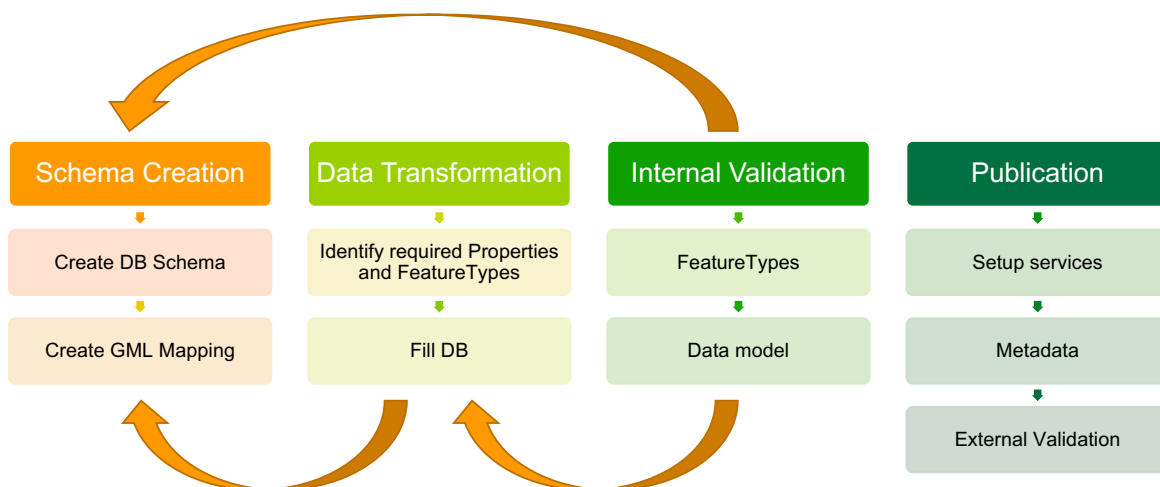 Schema Creation
Create DB Schema
Create GML Mapping
Data Transformation
Identify required Properties
and FeatureTypes
Fill DB
Internal Validation
FeatureTypes
Data model
Publication
Setup services
Metadata
External Validation